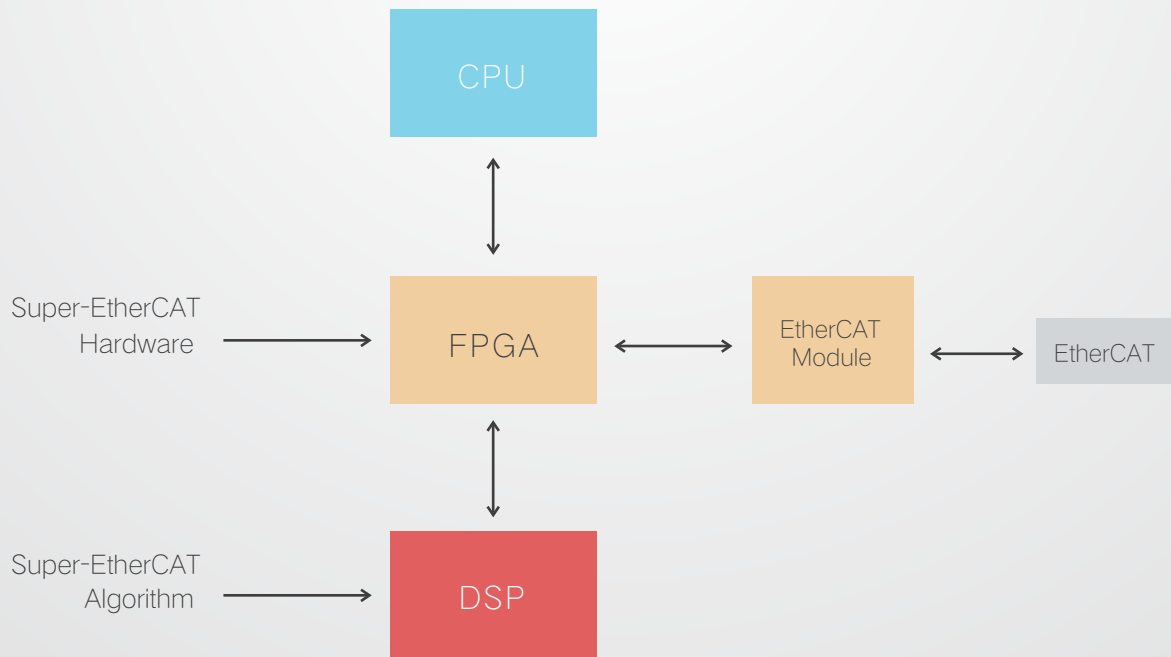 CPU
Super-EtherCAT
Hardware
FPGA
EtherCAT
Module
EtherCAT
Super-EtherCAT
Algorithm
DSP